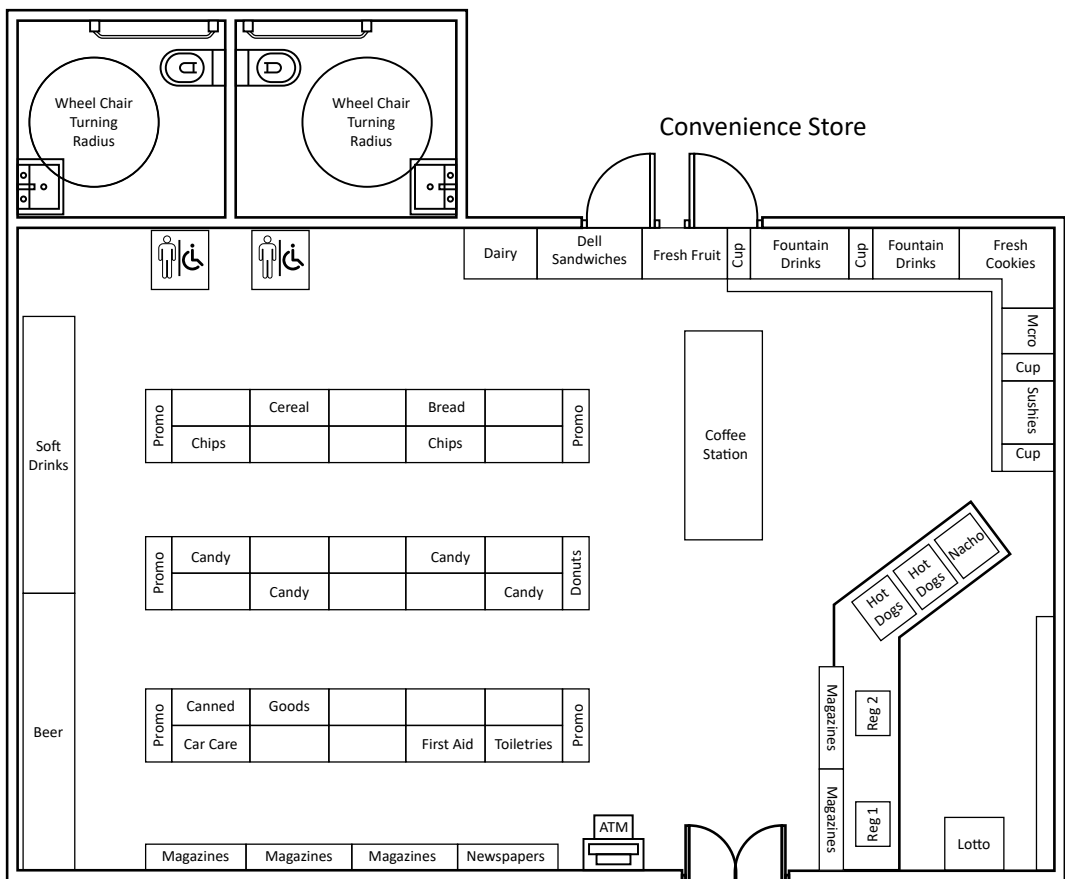 Wheel Chair
Turning
Radius
Wheel Chair
Turning
Radius
Convenience Store
Dairy
Dell
Sandwiches
Fresh Fruit
Cup
Fountain
Drinks
Cup
Fountain
Drinks
Fresh
Cookies
Mcro
Cup
Sushies
Cup
Soft
Drinks
Promo
Cereal
Bread
Chips
Chips
Promo
Coffee
Station
Promo
Candy
Candy
Candy
Candy
Donuts
Hot
Dogs
Hot
Dogs
Nacho
Beer
Promo
Canned
Goods
Car Care
First Aid
Toiletries
Promo
Magazines
Reg 2
Magazines
Reg 1
Lotto
ATM
Magazines
Magazines
Magazines
Newspapers